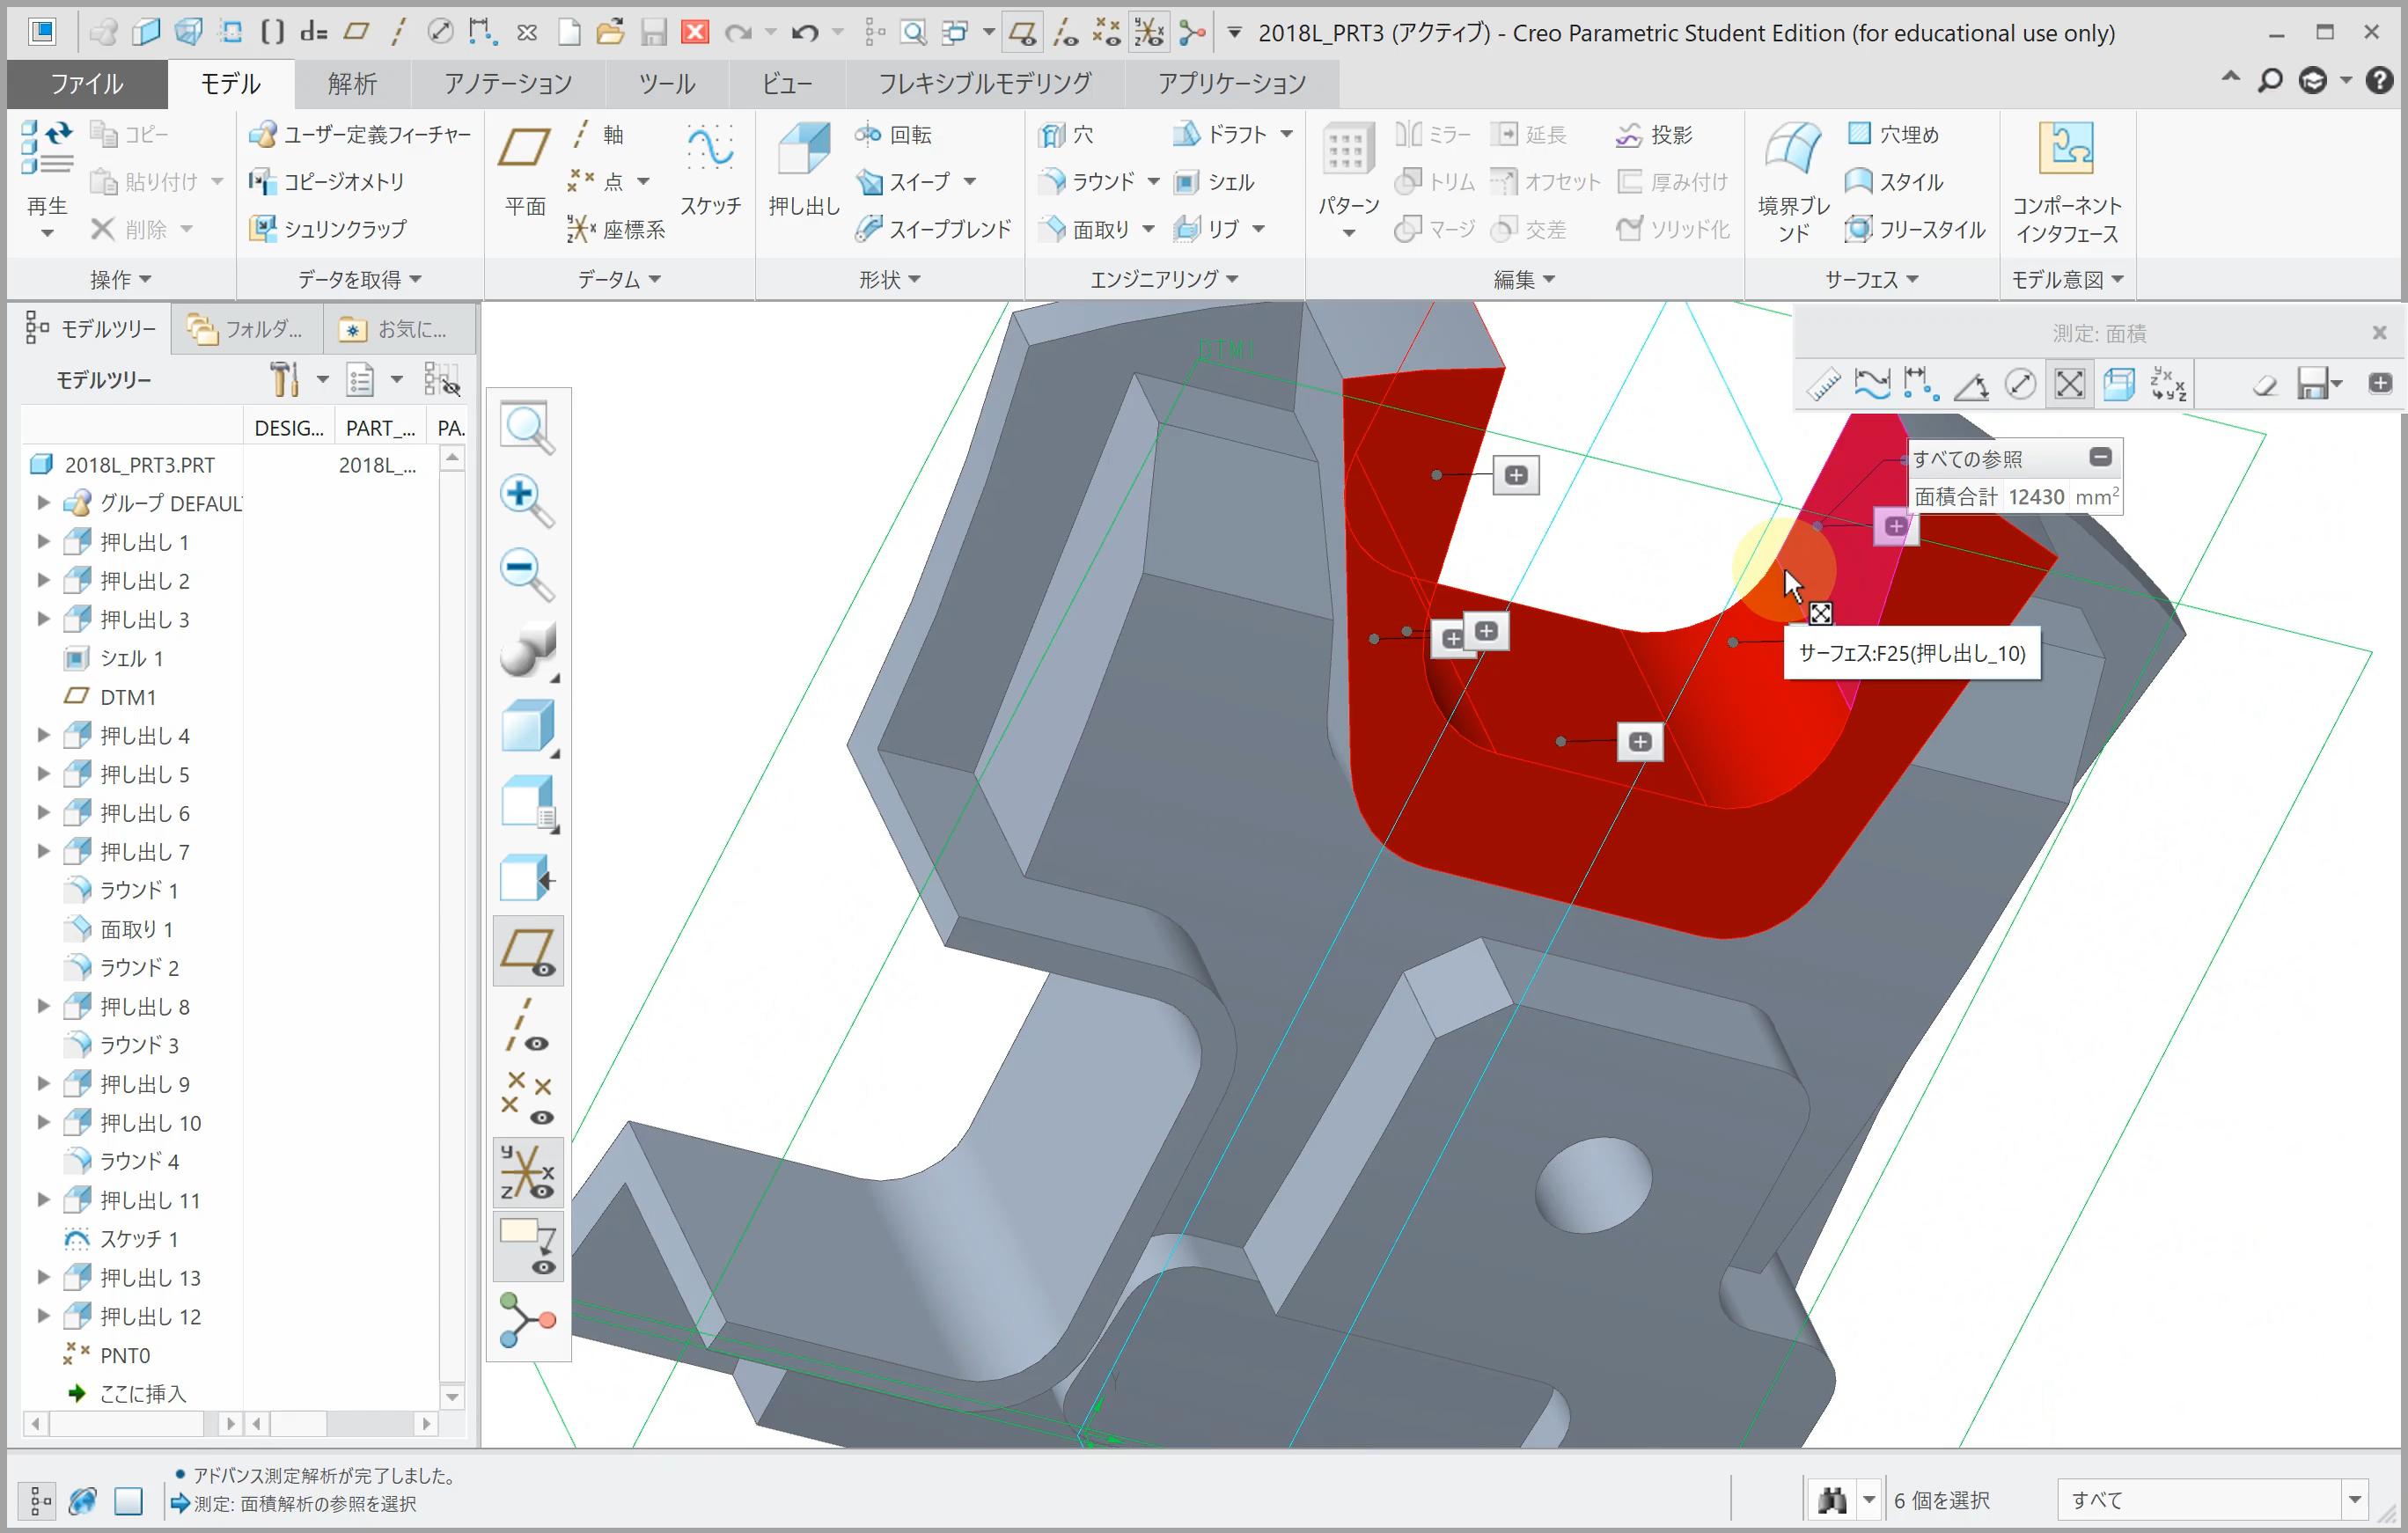 2018L_PRT3 (アクティブ) - Creo Parametric Student Edition (for educational use only)
ファイル
モデル
解析
アノテーション
ツール
ビュー
フレキシブルモデリング
アプリケーション
再生
コピー
貼り付け
削除
操作
ユーザー定義フィーチャー
コピージオメトリ
シュリンクラップ
データを取得
平面
軸
点
座標系
スケッチ
データム
押し出し
回転
スイープ
スイープブレンド
形状
穴
ラウンド
面取り
ドラフト
シェル
リブ
エンジニアリング
パターン
ミラー
トリム
マージ
延長
オフセット
交差
投影
厚み付け
ソリッド化
編集
境界ブレ
ンド
穴埋め
スタイル
フリースタイル
サーフェス
コンポーネント
インタフェース
モデル意図
モデルツリー
フォルダ...
お気に...
モデルツリー
DESIG...
PART_...
PA.
2018L_PRT3.PRT
2018L_...
グループ DEFAUL
押し出し 1
押し出し 2
押し出し 3
シェル 1
DTM1
押し出し 4
押し出し 5
押し出し 6
押し出し 7
ラウンド 1
面取り 1
ラウンド 2
押し出し 8
ラウンド 3
押し出し 9
押し出し 10
ラウンド 4
押し出し 11
スケッチ 1
押し出し 13
押し出し 12
PNT0
ここに挿入
DTM1
測定: 面積
すべての参照
面積合計 12430 mm²
サーフェス:F25(押し出し_10)
Y
アドバンス測定解析が完了しました。
測定: 面積解析の参照を選択
6 個を選択
すべて